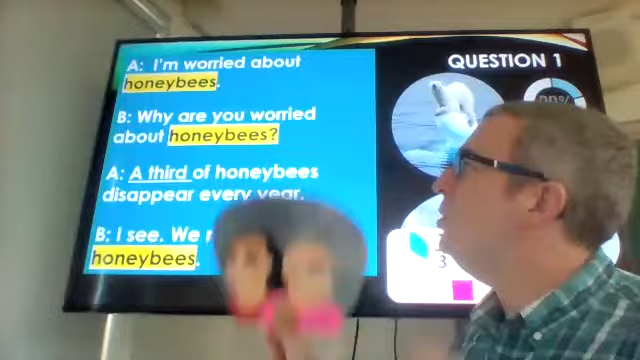 A: I'm worried about
honeybees.
B: Why are you worried
about honeybees?
A: A third of honeybees
disappear every year.
B: I see. We
honeybees.
QUESTION 1
3